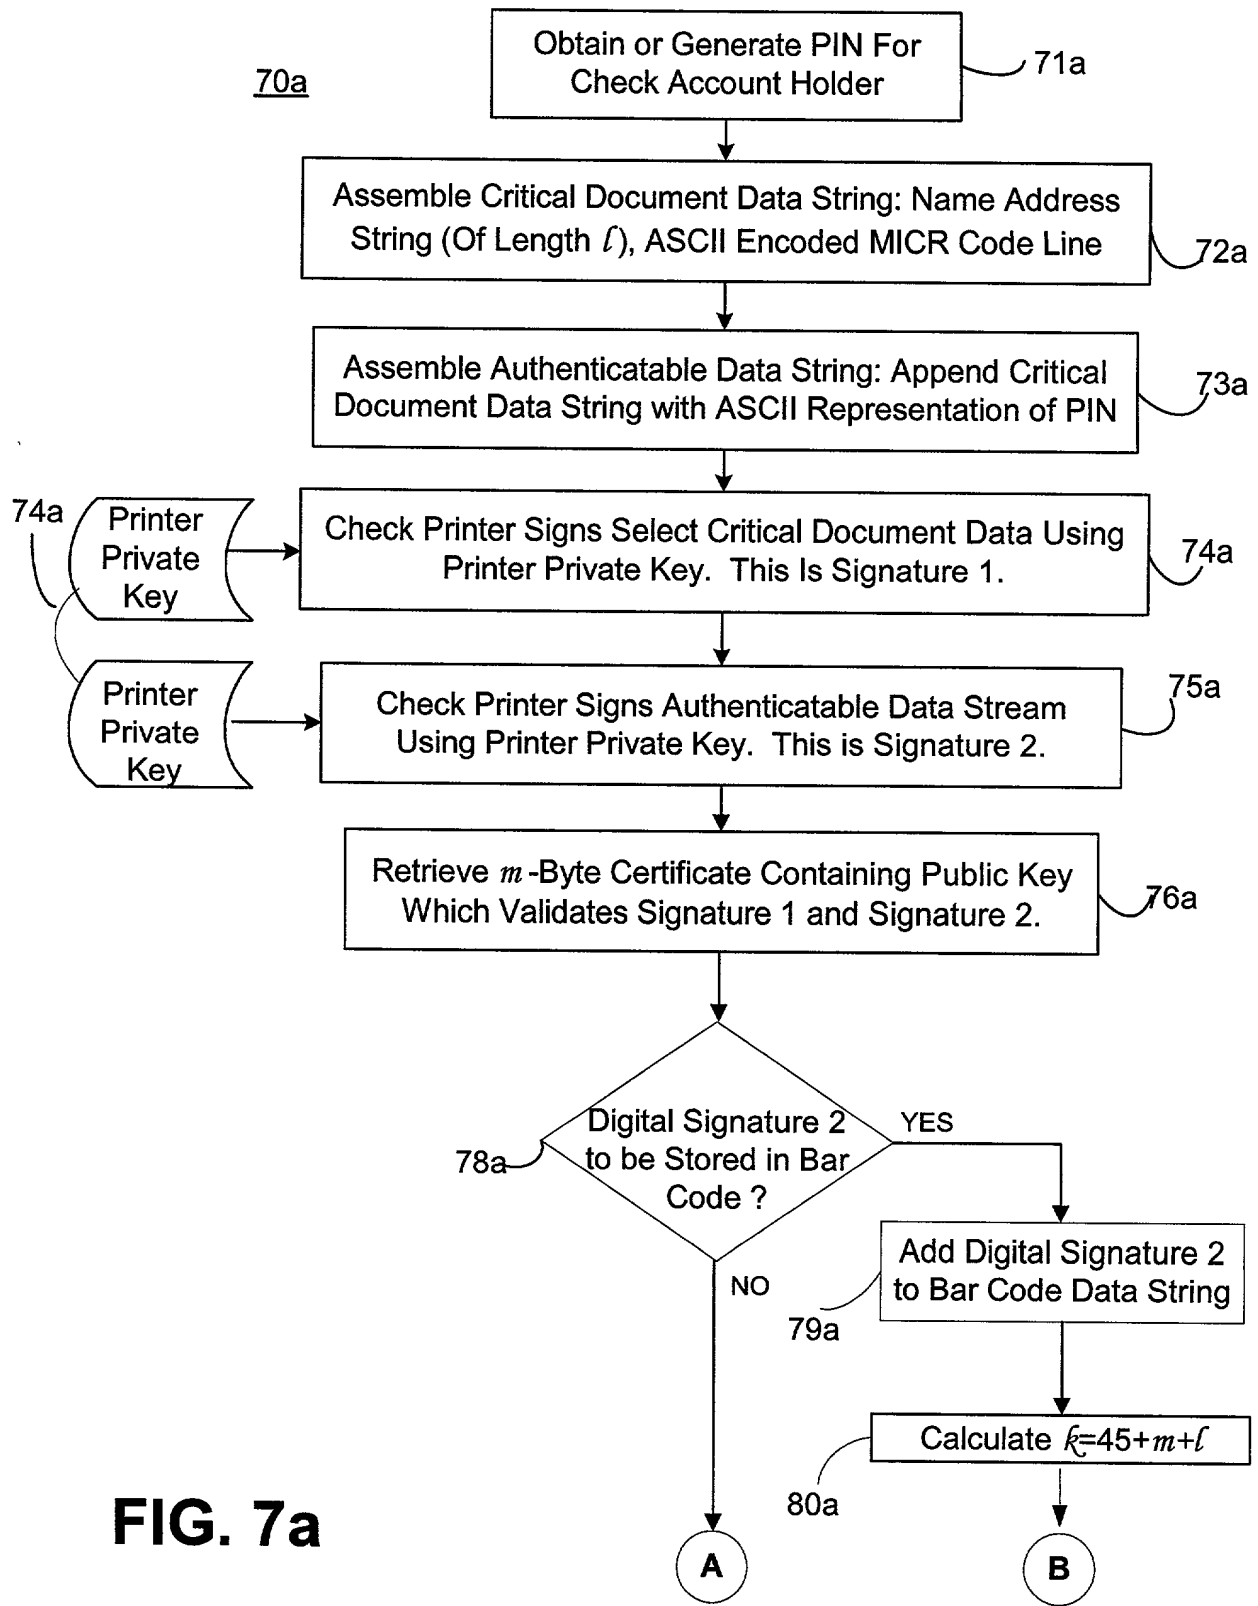 70a
Obtain or Generate PIN For
Check Account Holder
71a
Assemble Critical Document Data String: Name Address
String (Of Length l), ASCII Encoded MICR Code Line
72a
Assemble Authenticatable Data String: Append Critical
Document Data String with ASCII Representation of PIN
73a
74a
Printer
Private
Key
Check Printer Signs Select Critical Document Data Using
Printer Private Key. This Is Signature 1.
74a
Printer
Private
Key
Check Printer Signs Authenticatable Data Stream
Using Printer Private Key. This is Signature 2.
75a
Retrieve m-Byte Certificate Containing Public Key
Which Validates Signature 1 and Signature 2.
76a
Digital Signature 2
to be Stored in Bar
Code ?
78a
YES
NO
Add Digital Signature 2
to Bar Code Data String
79a
Calculate k=45+m+l
80a
A
B
FIG. 7a